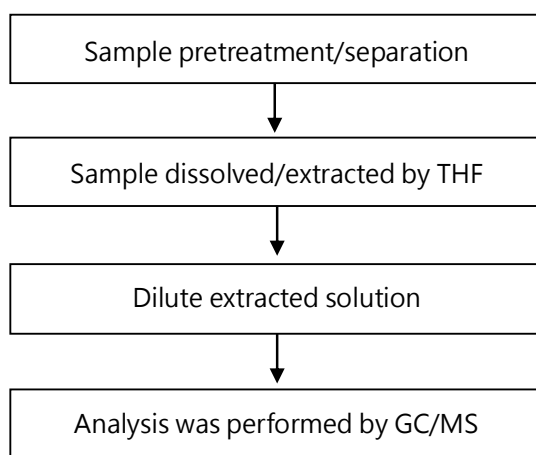 Sample pretreatment/separation
Sample dissolved/extracted by THF
Dilute extracted solution
Analysis was performed by GC/MS